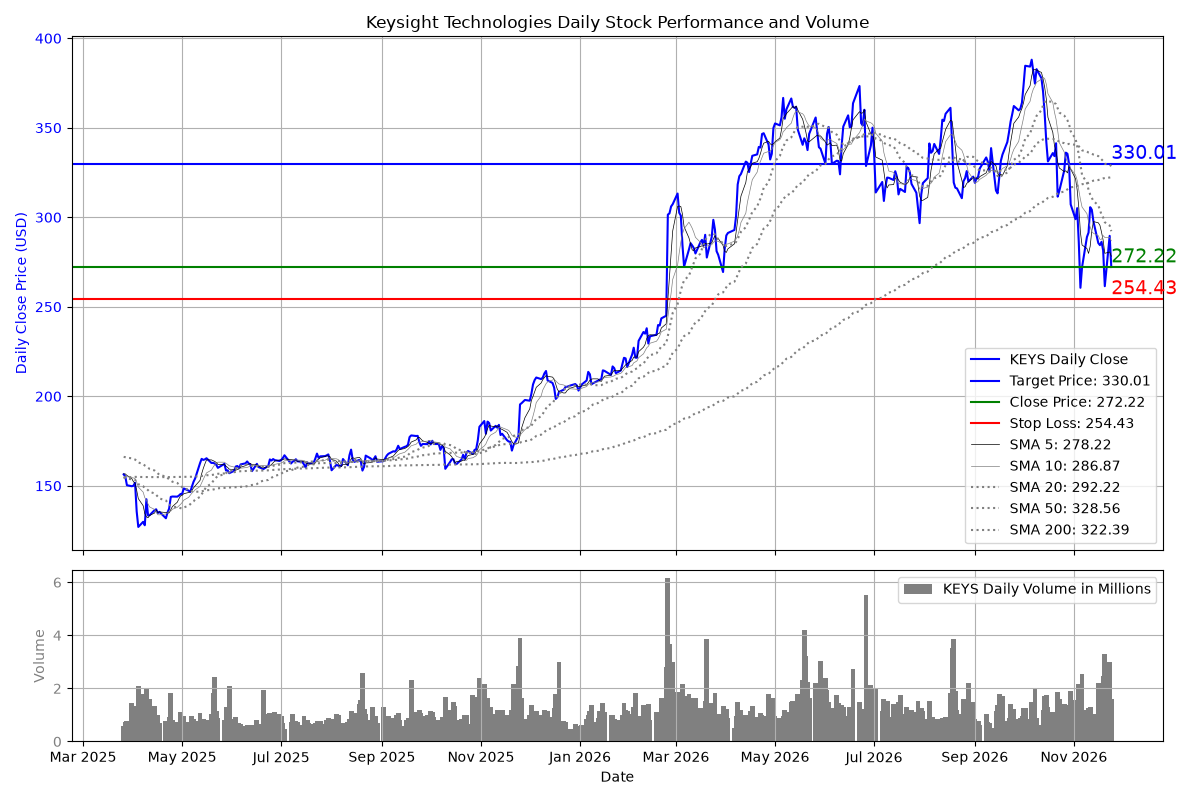 Keysight Technologies Daily Stock Performance and Volume
400
350
300
250
200
150
Daily Close Price (USD)
330.01
272.22
254.43
KEYS Daily Close
Target Price: 330.01
Close Price: 272.22
Stop Loss: 254.43
SMA 5: 278.22
SMA 10: 286.87
SMA 20: 292.22
SMA 50: 328.56
SMA 200: 322.39
6
4
2
0
Volume
KEYS Daily Volume in Millions
Mar 2025
May 2025
Jul 2025
Sep 2025
Nov 2025
Jan 2026
Mar 2026
May 2026
Jul 2026
Sep 2026
Nov 2026
Date